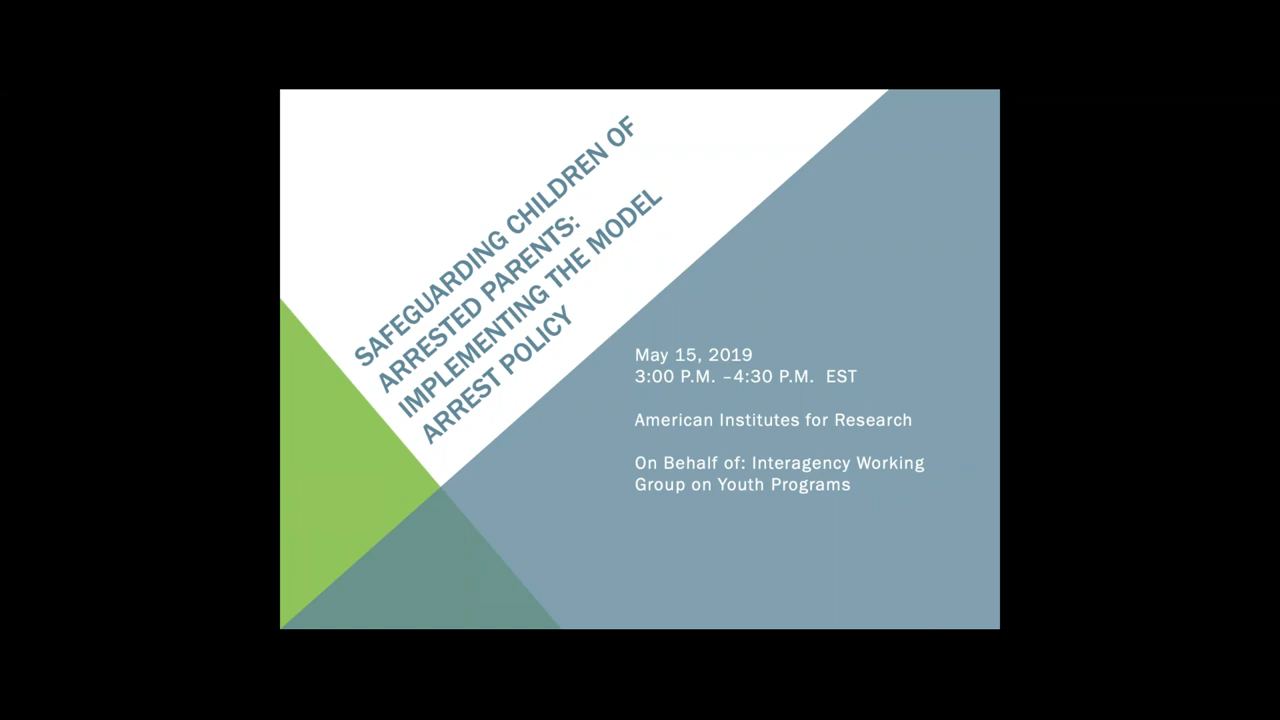 SAFEGUARDING CHILDREN OF
ARRESTED PARENTS:
IMPLEMENTING THE MODEL
ARREST POLICY
May 15, 2019
3:00 P.M. –4:30 P.M.  EST
American Institutes for Research
On Behalf of: Interagency Working
Group on Youth Programs